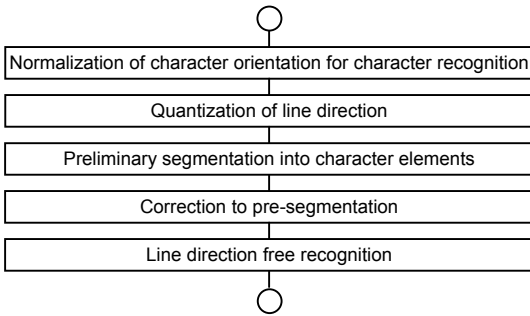 Normalization of character orientation for character recognition
Quantization of line direction
Preliminary segmentation into character elements
Correction to pre-segmentation
Line direction free recognition